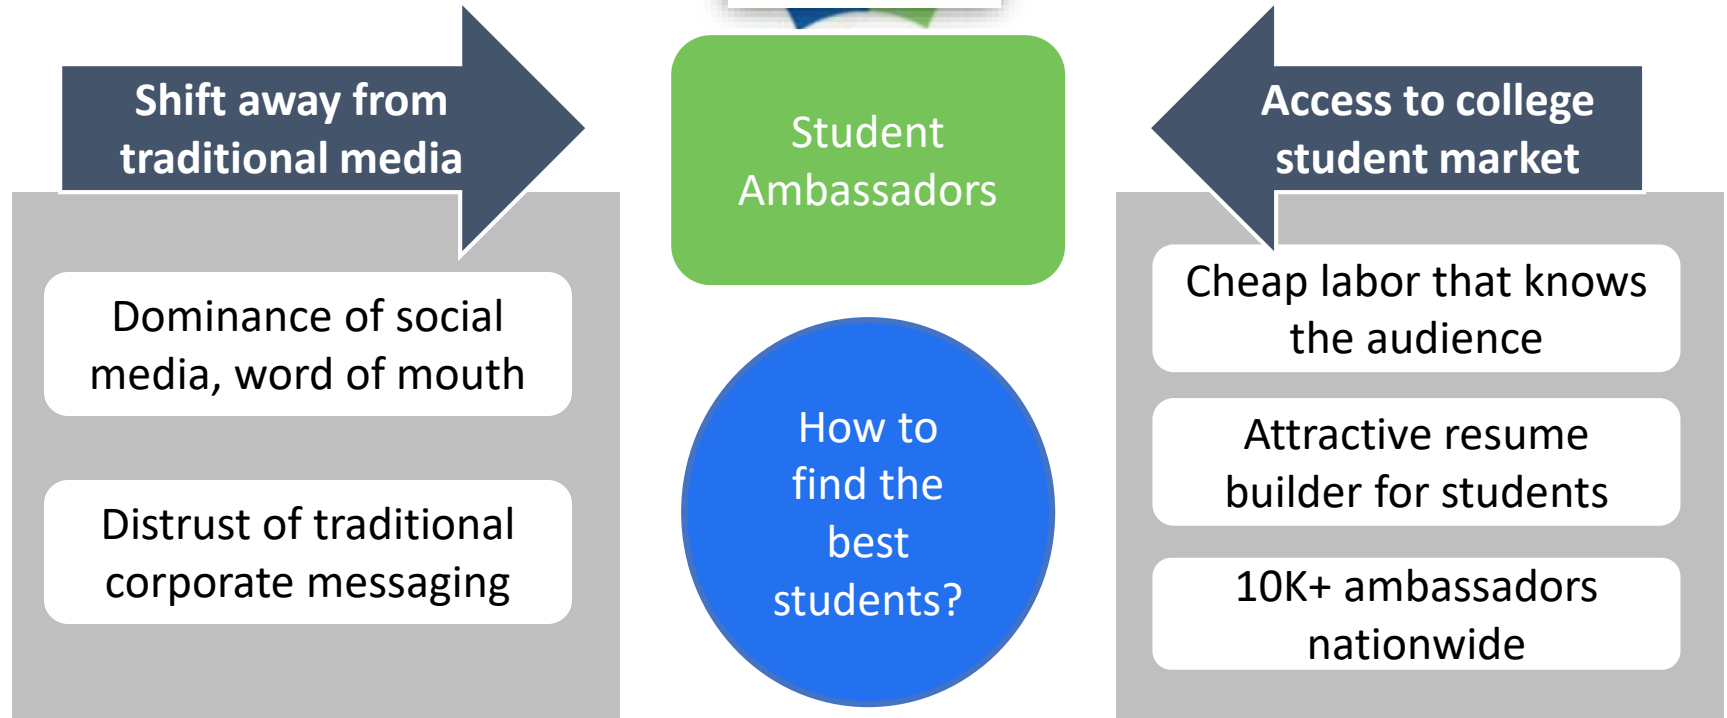 Shift away from
traditional media
Dominance of social
media, word of mouth
Distrust of traditional
corporate messaging
Student
Ambassadors
How to
find the
best
students?
Access to college
student market
Cheap labor that knows
the audience
Attractive resume
builder for students
10K+ ambassadors
nationwide